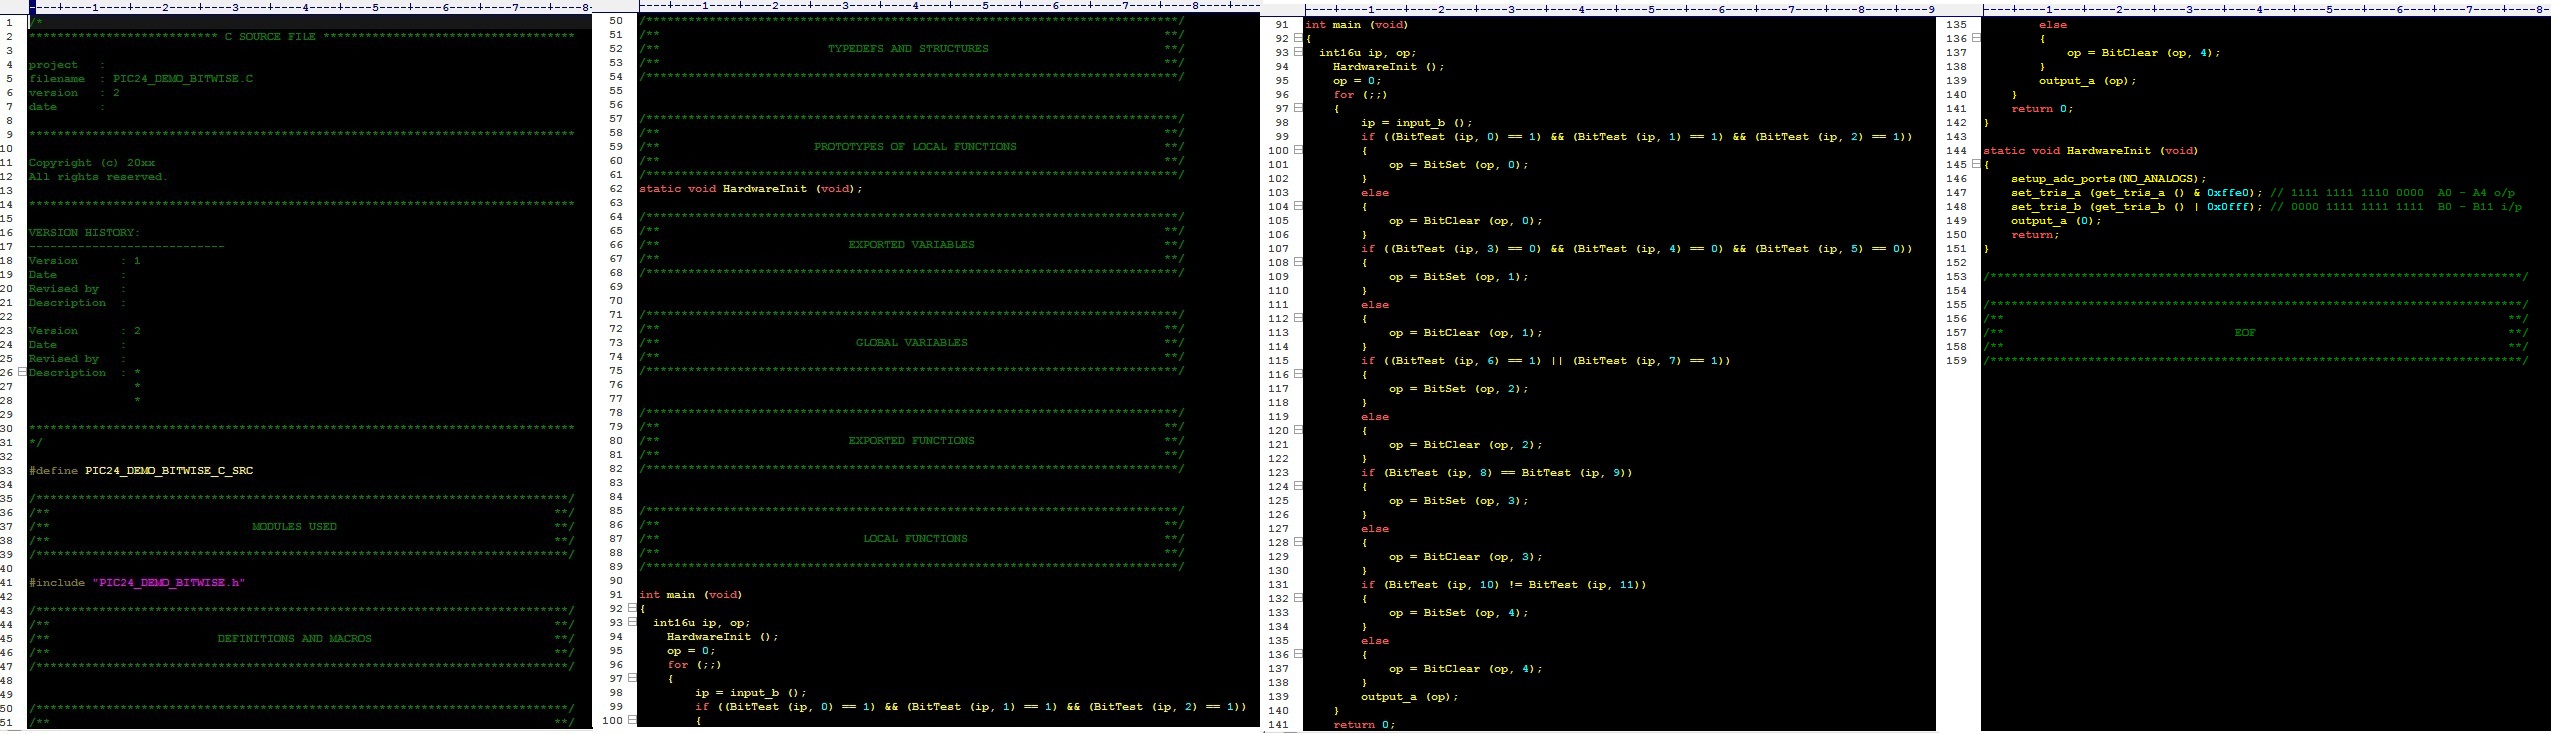 ----1----2----3----4----5----6----7----8-
1 /*
2 *************************** C SOURCE FILE ************************************
3
4 project   :
5 filename  : PIC24_DEMO_BITWISE.C
6 version   : 2
7 date      :
8
9 ******************************************************************************
10
11 Copyright (c) 20xx
12 All rights reserved.
13
14 ******************************************************************************
15
16 VERSION HISTORY:
17 ----------------------------
18 Version      : 1
19 Date         :
20 Revised by   :
21 Description  :
22
23 Version      : 2
24 Date         :
25 Revised by   :
26 Description  : *
27                *
28                *
29
30 ******************************************************************************
31 */
32
33 #define PIC24_DEMO_BITWISE_C_SRC
34
35 /****************************************************************************/
36 /** **/
37 /** MODULES USED **/
38 /** **/
39 /****************************************************************************/
40
41 #include "PIC24_DEMO_BITWISE.h"
42
43 /****************************************************************************/
44 /** **/
45 /** DEFINITIONS AND MACROS **/
46 /** **/
47 /****************************************************************************/
48
49
50 /****************************************************************************/
51 /** **/
----1----2----3----4----5----6----7----8----
50 /****************************************************************************/
51 /** **/
52 /** TYPEDEFS AND STRUCTURES **/
53 /** **/
54 /****************************************************************************/
55
56
57 /****************************************************************************/
58 /** **/
59 /** PROTOTYPES OF LOCAL FUNCTIONS **/
60 /** **/
61 /****************************************************************************/
62 static void HardwareInit (void);
63
64 /****************************************************************************/
65 /** **/
66 /** EXPORTED VARIABLES **/
67 /** **/
68 /****************************************************************************/
69
70
71 /****************************************************************************/
72 /** **/
73 /** GLOBAL VARIABLES **/
74 /** **/
75 /****************************************************************************/
76
77
78 /****************************************************************************/
79 /** **/
80 /** EXPORTED FUNCTIONS **/
81 /** **/
82 /****************************************************************************/
83
84
85 /****************************************************************************/
86 /** **/
87 /** LOCAL FUNCTIONS **/
88 /** **/
89 /****************************************************************************/
90
91 int main (void)
92 {
93   int16u ip, op;
94     HardwareInit ();
95     op = 0;
96     for (;;)
97     {
98         ip = input_b ();
99         if ((BitTest (ip, 0) == 1) && (BitTest (ip, 1) == 1) && (BitTest (ip, 2) == 1))
100         {
----1----2----3----4----5----6----7----8----9
91 int main (void)
92 {
93   int16u ip, op;
94     HardwareInit ();
95     op = 0;
96     for (;;)
97     {
98         ip = input_b ();
99         if ((BitTest (ip, 0) == 1) && (BitTest (ip, 1) == 1) && (BitTest (ip, 2) == 1))
100         {
101             op = BitSet (op, 0);
102         }
103         else
104         {
105             op = BitClear (op, 0);
106         }
107         if ((BitTest (ip, 3) == 0) && (BitTest (ip, 4) == 0) && (BitTest (ip, 5) == 0))
108         {
109             op = BitSet (op, 1);
110         }
111         else
112         {
113             op = BitClear (op, 1);
114         }
115         if ((BitTest (ip, 6) == 1) || (BitTest (ip, 7) == 1))
116         {
117             op = BitSet (op, 2);
118         }
119         else
120         {
121             op = BitClear (op, 2);
122         }
123         if (BitTest (ip, 8) == BitTest (ip, 9))
124         {
125             op = BitSet (op, 3);
126         }
127         else
128         {
129             op = BitClear (op, 3);
130         }
131         if (BitTest (ip, 10) != BitTest (ip, 11))
132         {
133             op = BitSet (op, 4);
134         }
135         else
136         {
137             op = BitClear (op, 4);
138         }
139         output_a (op);
140     }
141     return 0;
----1----2----3----4----5----6----7----8-
135         else
136         {
137             op = BitClear (op, 4);
138         }
139         output_a (op);
140     }
141     return 0;
142 }
143
144 static void HardwareInit (void)
145 {
146     setup_adc_ports(NO_ANALOGS);
147     set_tris_a (get_tris_a () & 0xffe0); // 1111 1111 1110 0000  A0 - A4 o/p
148     set_tris_b (get_tris_b () | 0x0fff); // 0000 1111 1111 1111  B0 - B11 i/p
149     output_a (0);
150     return;
151 }
152
153 /****************************************************************************/
154
155 /****************************************************************************/
156 /** **/
157 /** EOF **/
158 /** **/
159 /****************************************************************************/